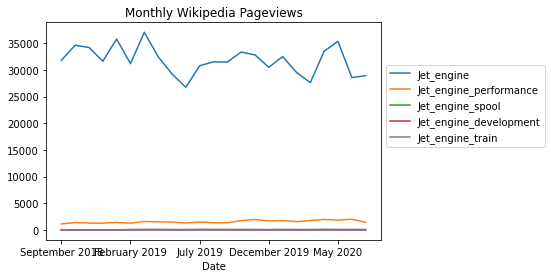 Monthly Wikipedia Pageviews
35000
30000
25000
20000
15000
10000
5000
0
September 2018 February 2019 July 2019 December 2019 May 2020
Date
Jet_engine
Jet_engine_performance
Jet_engine_spool
Jet_engine_development
Jet_engine_train